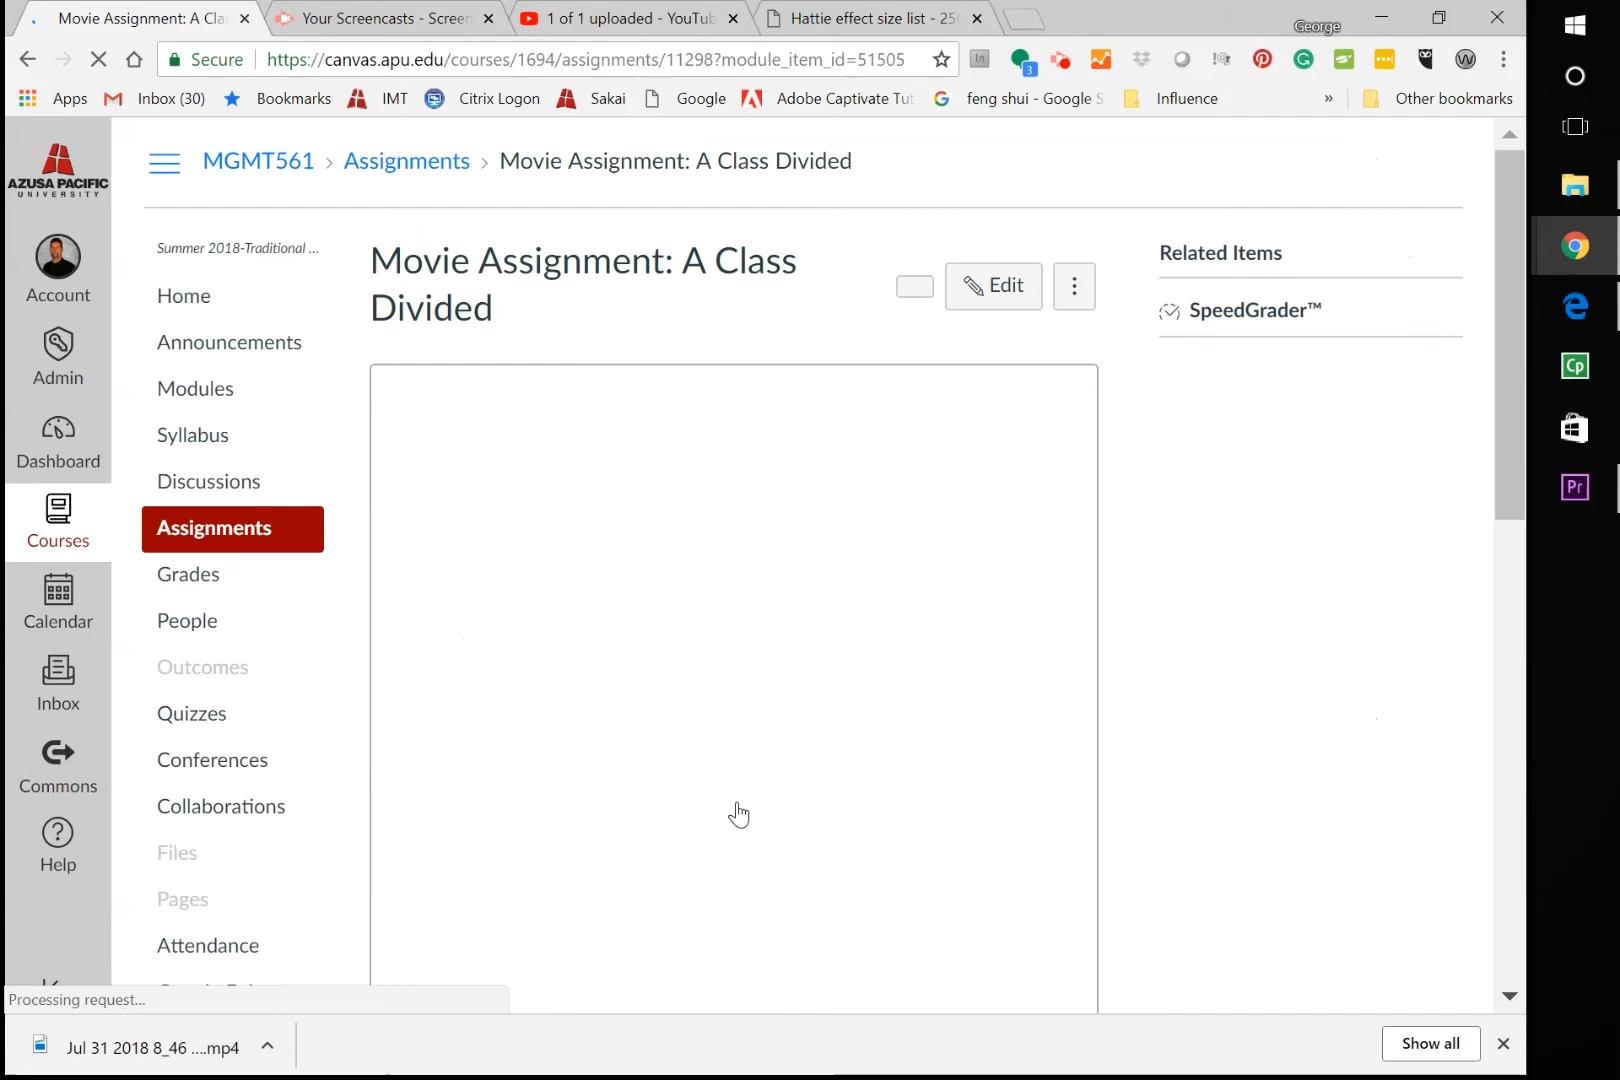 Movie Assignment: A Cla
Your Screencasts - Screen
1 of 1 uploaded - YouTub
Hattie effect size list - 25
George
Secure
https://canvas.apu.edu/courses/1694/assignments/11298?module_item_id=51505
In
3
W
Apps
Inbox (30)
Bookmarks
IMT
Citrix Logon
Sakai
Google
Adobe Captivate Tut
feng shui - Google S
Influence
»
Other bookmarks
AZUSA PACIFIC
UNIVERSITY
MGMT561 › Assignments › Movie Assignment: A Class Divided
Account
Admin
Dashboard
Courses
Calendar
Inbox
Commons
Help
Summer 2018-Traditional ...
Home
Announcements
Modules
Syllabus
Discussions
Assignments
Grades
People
Outcomes
Quizzes
Conferences
Collaborations
Files
Pages
Attendance
Movie Assignment: A Class
Divided
Edit
Related Items
SpeedGrader™
Cp
Pr
Processing request...
Jul 31 2018 8_46 ....mp4
Show all